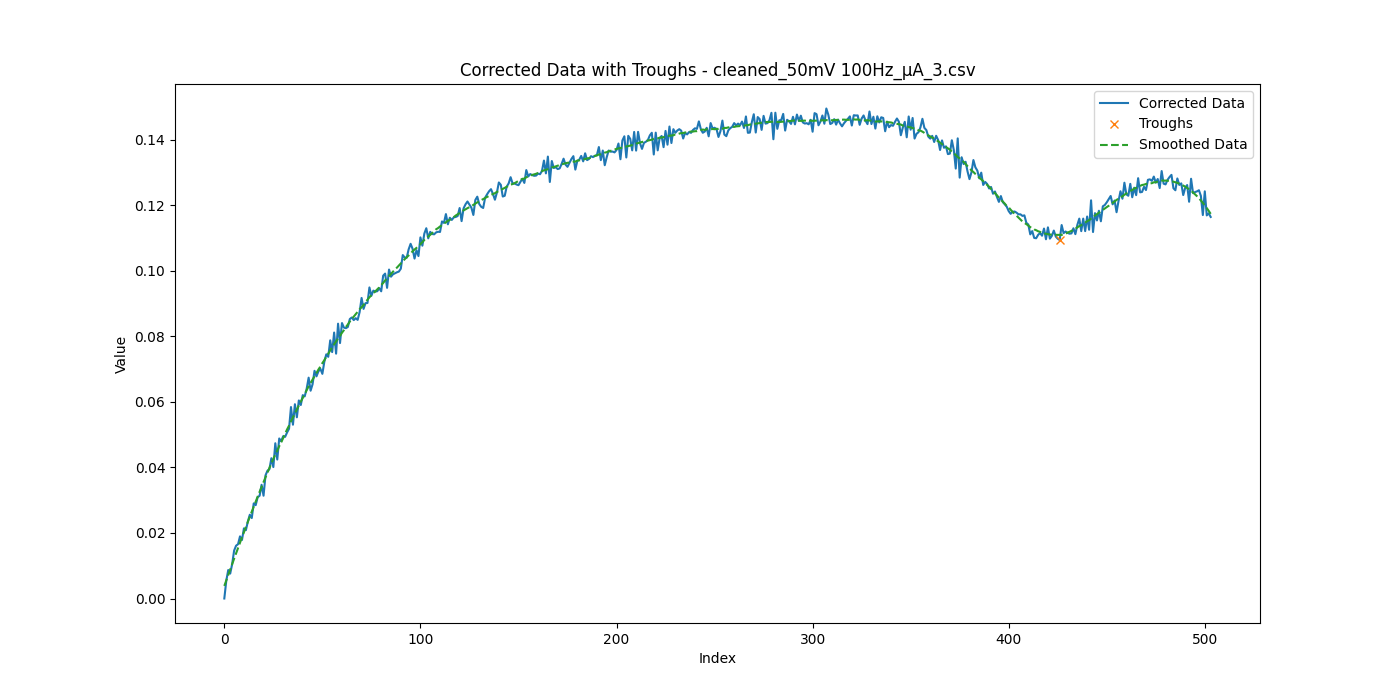 Corrected Data with Troughs - cleaned_50mV 100Hz_µA_3.csv
Corrected Data
Troughs
Smoothed Data
Value
0.14
0.12
0.10
0.08
0.06
0.04
0.02
0.00
0
100
200
300
400
500
Index